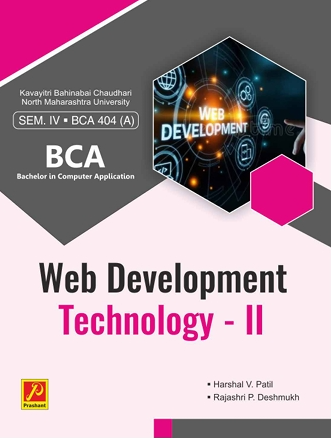 Kavayitri Bahinabai Chaudhari
North Maharashtra University
SEM. IV ▪ BCA 404 (A)
BCA
Bachelor in Computer Application
WEB
DEVELOPMENT
Web Development
Technology - II
▪ Harshal V. Patil
▪ Rajashri P. Deshmukh
P
Prashant